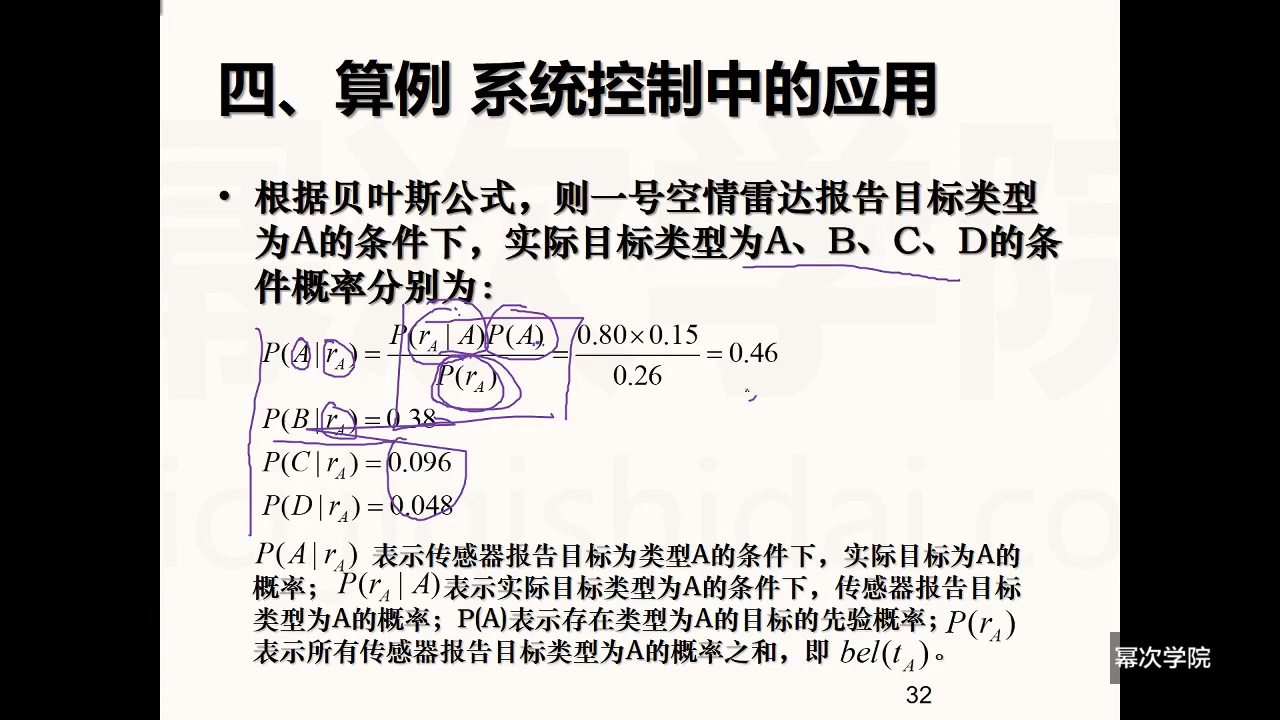 四、算例 系统控制中的应用
• 根据贝叶斯公式，则一号空情雷达报告目标类型
为A的条件下，实际目标类型为A、B、C、D的条
件概率分别为：
P(A|r_A) = P(r_A|A)P(A) / P(r_A) = 0.80×0.15 / 0.26 = 0.46
P(B|r_A) = 0.38
P(C|r_A) = 0.096
P(D|r_A) = 0.048
P(A|r_A) 表示传感器报告目标为类型A的条件下，实际目标为A的
概率； P(r_A|A)表示实际目标类型为A的条件下，传感器报告目标
类型为A的概率；P(A)表示存在类型为A的目标的先验概率；P(r_A)
表示所有传感器报告目标类型为A的概率之和，即 bel(t_A)。
幂次学院
32